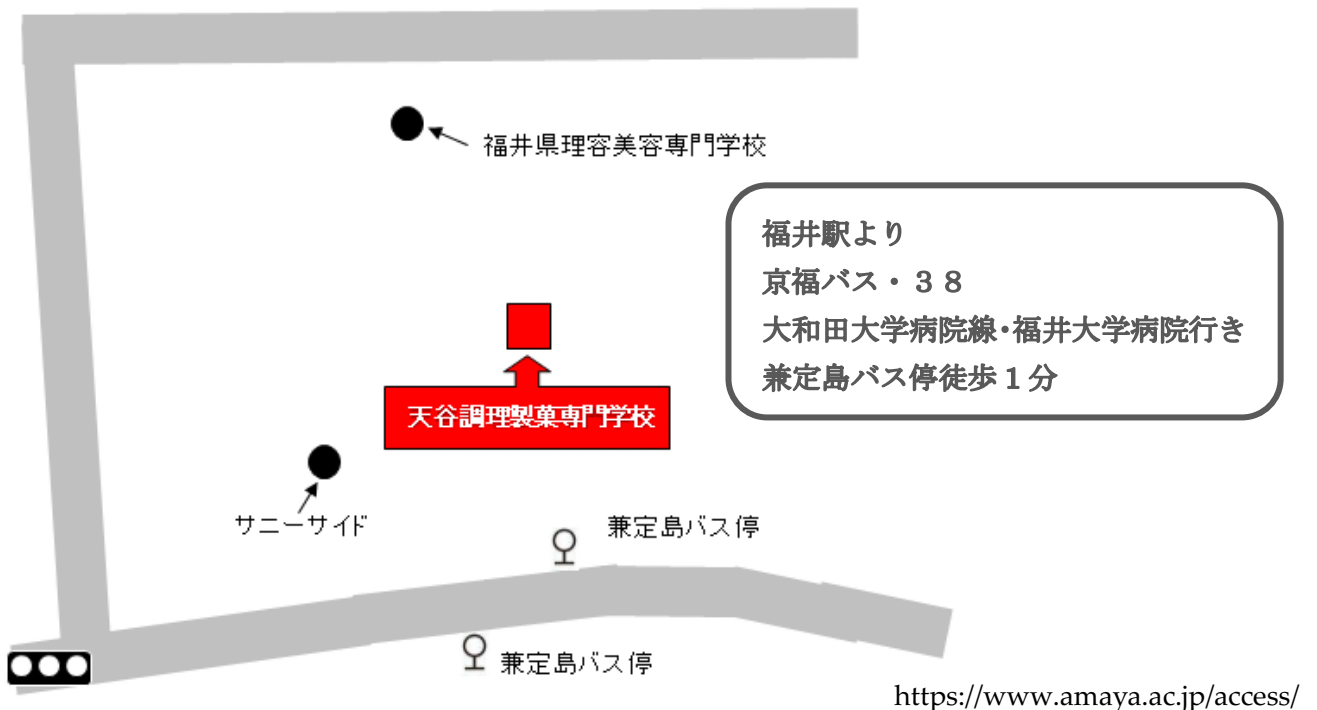 福井県理容美容専門学校
福井駅より
京福バス・３８
大和田大学病院線・福井大学病院行き
兼定島バス停徒歩１分
天谷調理製菓専門学校
サニーサイド
兼定島バス停
兼定島バス停
https://www.amaya.ac.jp/access/